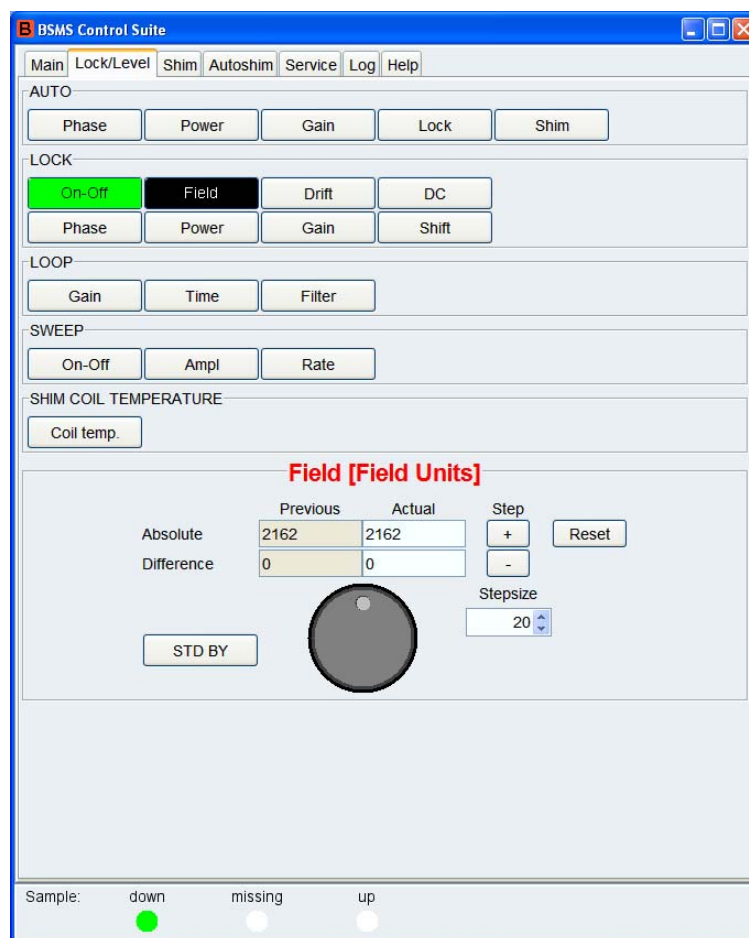 B BSMS Control Suite
Main Lock/Level Shim Autoshim Service Log Help
AUTO
Phase Power Gain Lock Shim
LOCK
On-Off Field Drift DC
Phase Power Gain Shift
LOOP
Gain Time Filter
SWEEP
On-Off Ampl Rate
SHIM COIL TEMPERATURE
Coil temp.
Field [Field Units]
Previous Actual Step
Absolute 2162 2162 + Reset
Difference 0 0 -
Stepsize
20
STD BY
Sample: down missing up